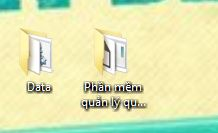 Data
Phần mềm
quản lý qu...